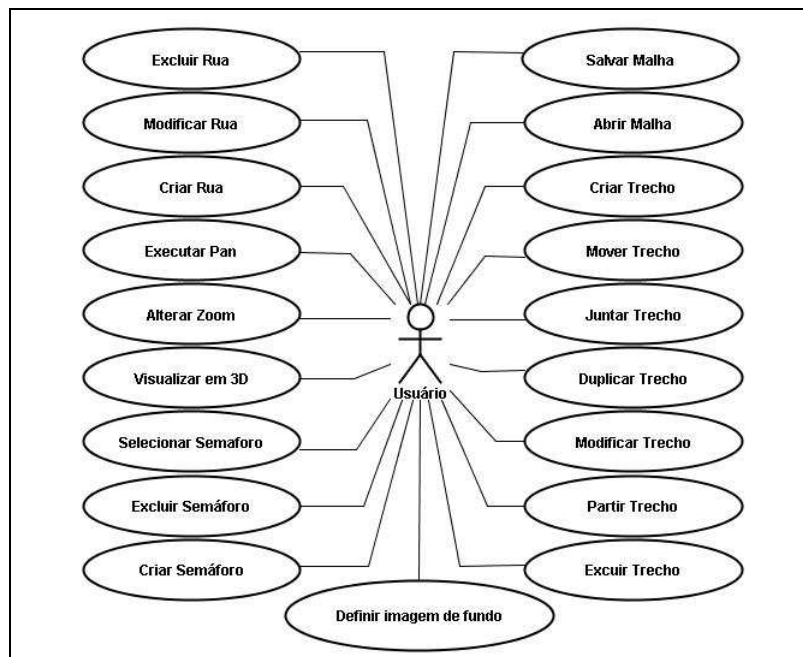 Excluir Rua
Modificar Rua
Criar Rua
Executar Pan
Alterar Zoom
Visualizar em 3D
Selecionar Semaforo
Excluir Semáforo
Criar Semáforo
Usuário
Salvar Malha
Abrir Malha
Criar Trecho
Mover Trecho
Juntar Trecho
Duplicar Trecho
Modificar Trecho
Partir Trecho
Excuir Trecho
Definir imagem de fundo